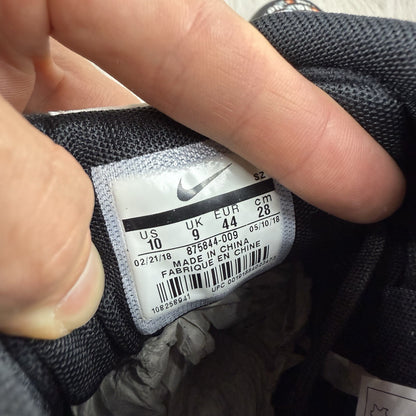 SZ
US UK EUR cm
10 9 44 28
02/21/18 875844-009 05/10/18
MADE IN CHINA
FABRIQUE EN CHINE
108258941
UPC